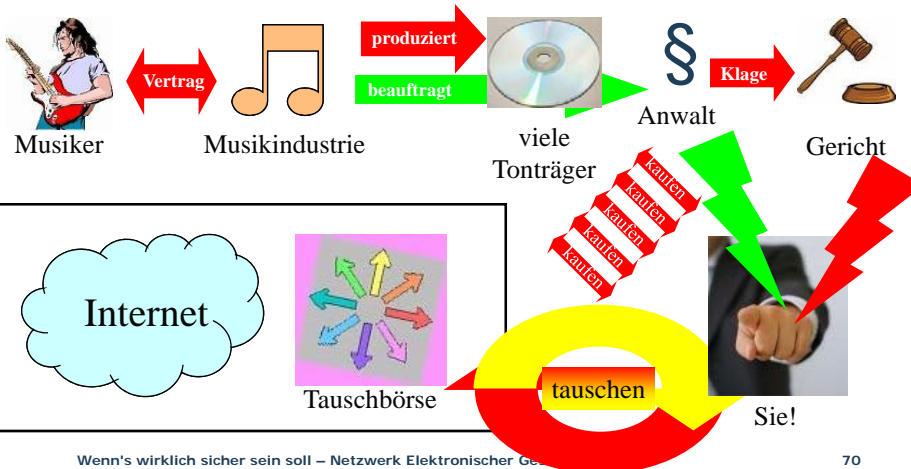 produziert
Vertrag
beauftragt
§
Klage
Musiker
Musikindustrie
viele
Tonträger
Anwalt
Gericht
kaufen
kaufen
kaufen
kaufen
kaufen
Internet
Tauschbörse
tauschen
Sie!
Wenn's wirklich sicher sein soll – Netzwerk Elektronischer
70